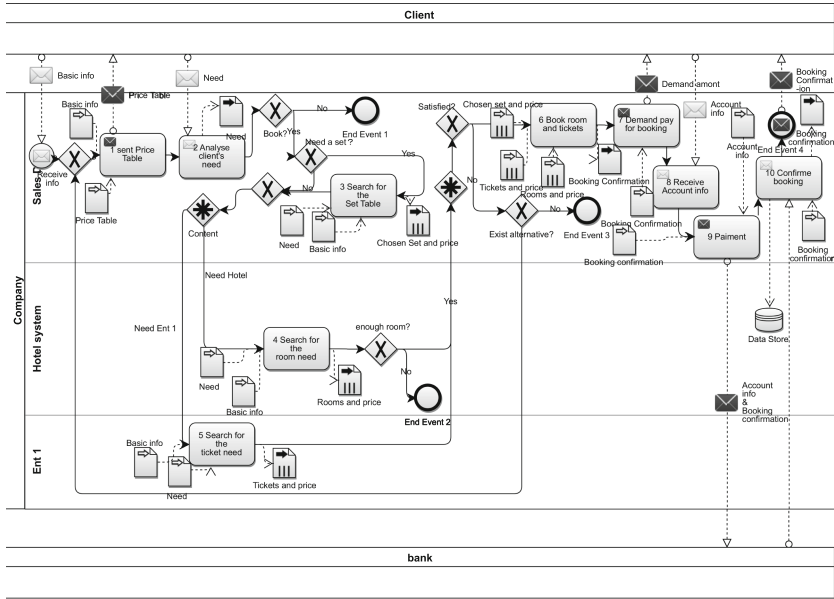 Client
Basic info
Price Table
Need
Demand amont
Account
info
Booking
Confirmat
-ion
Basic info
Receive
info
1 sent Price
Table
Price Table
2 Analyse
client's
need
Need
Book?
No
End Event 1
Yes
Need a set ?
Yes
No
3 Search for
the
Set Table
Need
Basic info
Chosen Set and price
Content
Satisfied?
No
Chosen set and price
Tickets and price
Rooms and price
6 Book room
and tickets
Booking Confirmation
Exist alternative?
No
End Event 3
7 Demand pay
for booking
Booking Confirmation
8 Receive
Account info
Booking confirmation
9 Paiment
Account
info
End Event 4
Booking
confirmation
10 Confirme
booking
Booking
confirmation
Data Store
Sales
Company
Hotel system
Ent 1
Need Hotel
Need Ent 1
Yes
4 Search for
the
room need
Need
Basic info
enough room?
Rooms and price
No
End Event 2
5 Search for
the
ticket need
Basic info
Need
Tickets and price
Account
info
&
Booking
confirmation
bank